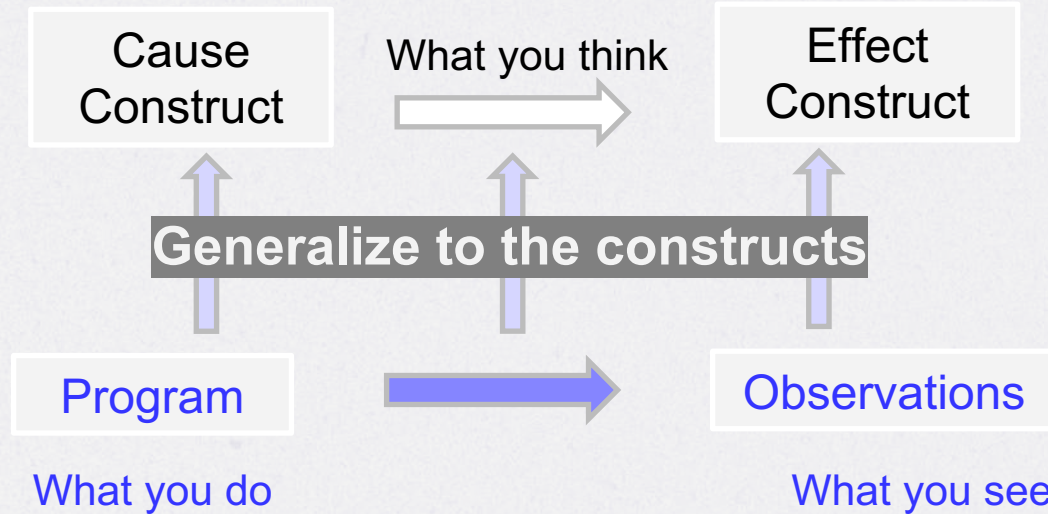 Cause
Construct
What you think
Effect
Construct
Generalize to the constructs
Program
Observations
What you do
What you see